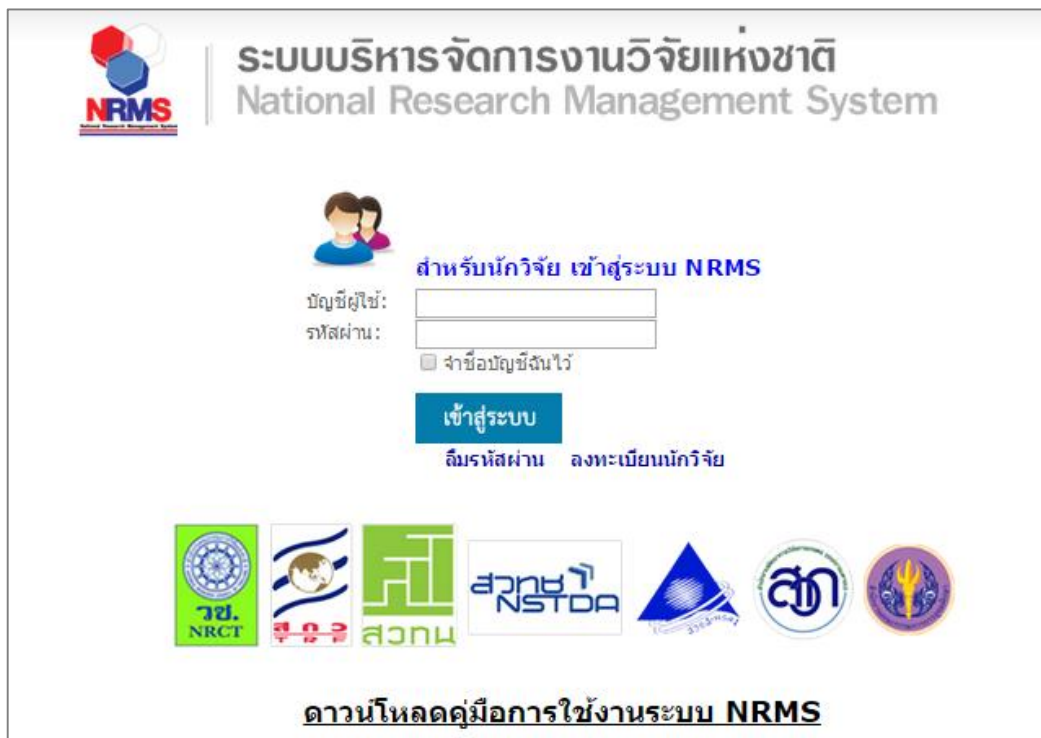 ระบบบริหารจัดการงานวิจัยแห่งชาติ
National Research Management System
NRMS
สำหรับนักวิจัย เข้าสู่ระบบ NRMS
บัญชีผู้ใช้:
รหัสผ่าน:
จำชื่อบัญชีฉันไว้
เข้าสู่ระบบ
ลืมรหัสผ่าน ลงทะเบียนนักวิจัย
วช.
NRCT
สกว
สวทน
สวทช
NSTDA
สวก
ดาวน์โหลดคู่มือการใช้งานระบบ NRMS